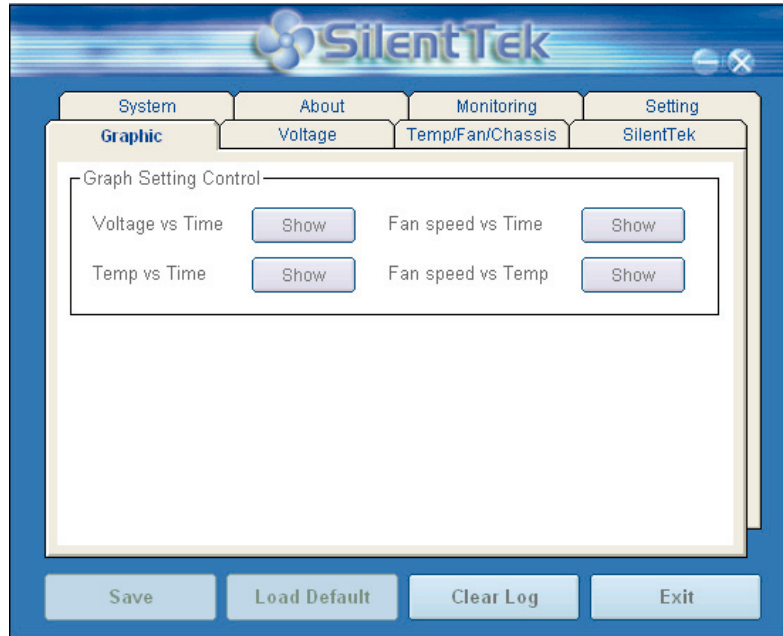 SilentTek
System About Monitoring Setting
Graphic Voltage Temp/Fan/Chassis SilentTek
Graph Setting Control
Voltage vs Time Show Fan speed vs Time Show
Temp vs Time Show Fan speed vs Temp Show
Save Load Default Clear Log Exit